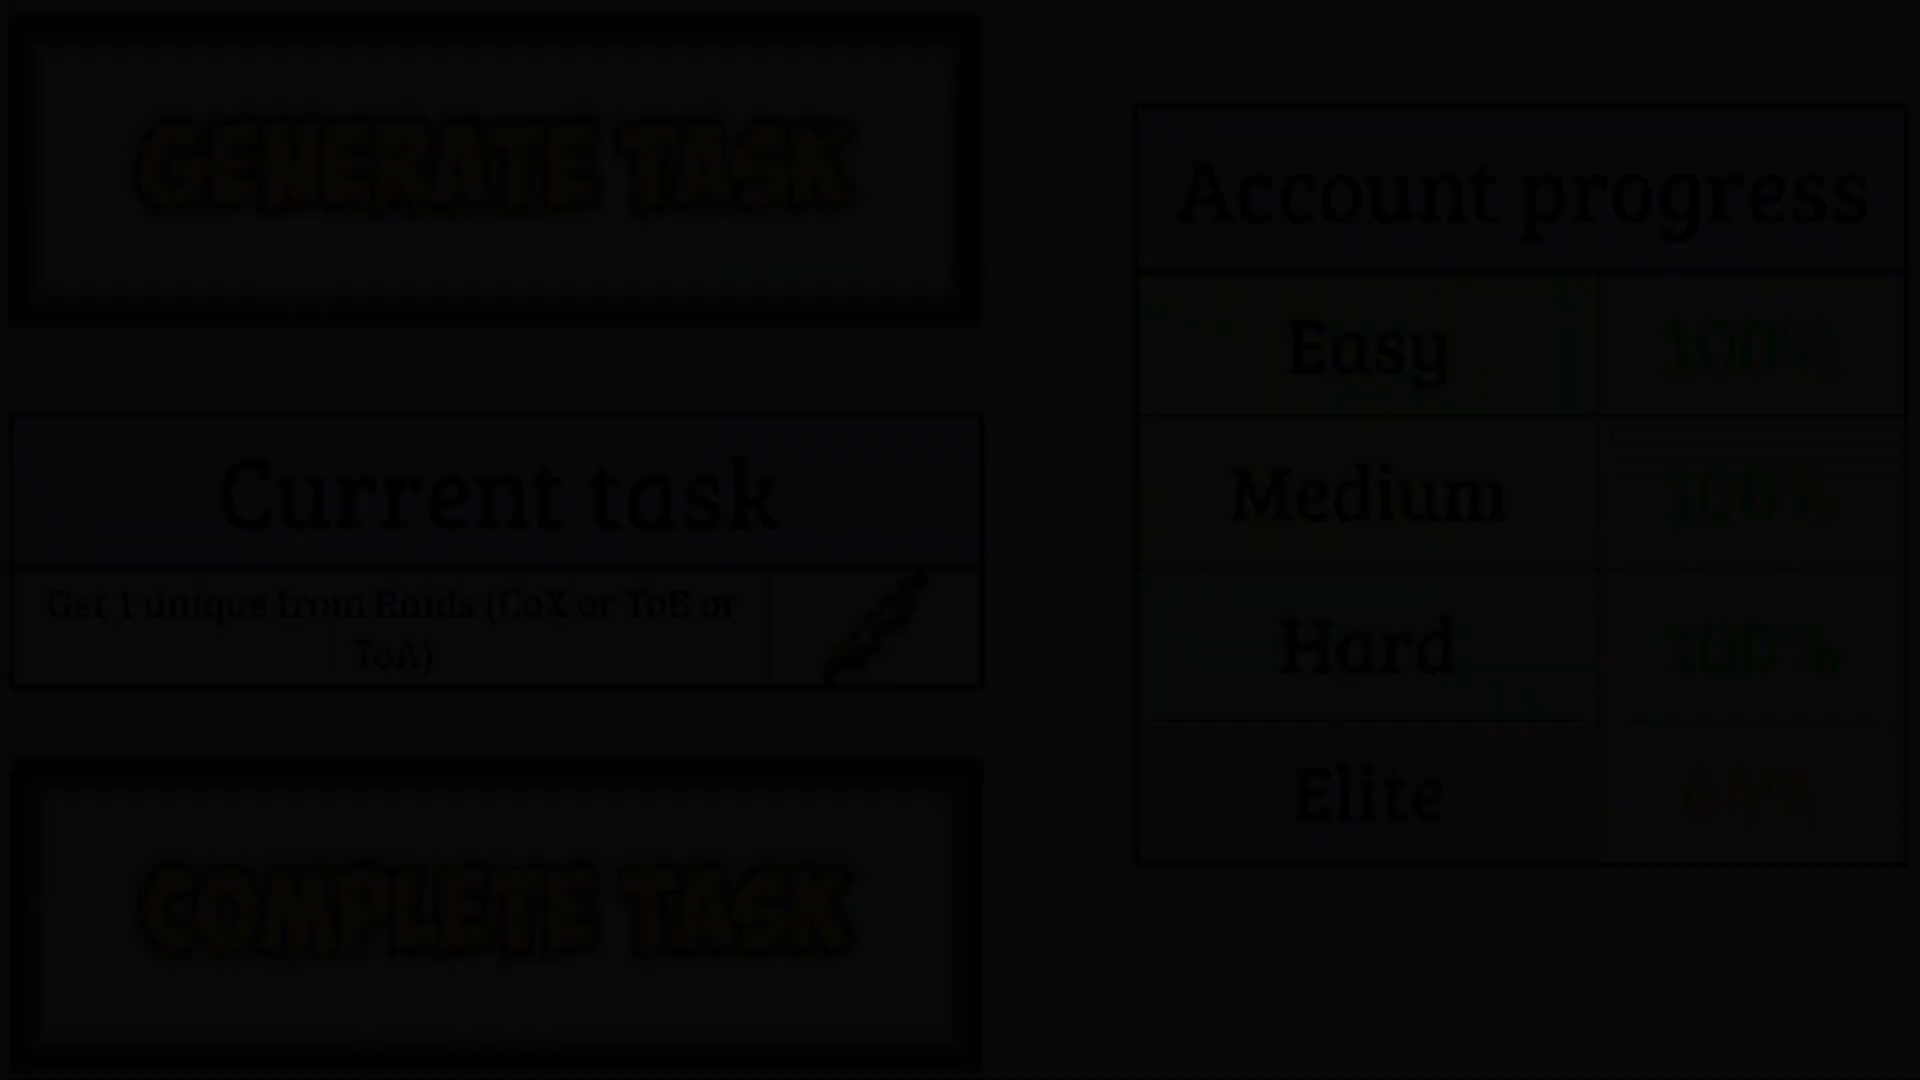 GENERATE TASK
Account progress
Easy 100%
Medium 100%
Hard 100%
Elite 44%
Current task
Get 1 unique from Raids (CoX or ToB or
ToA)
COMPLETE TASK